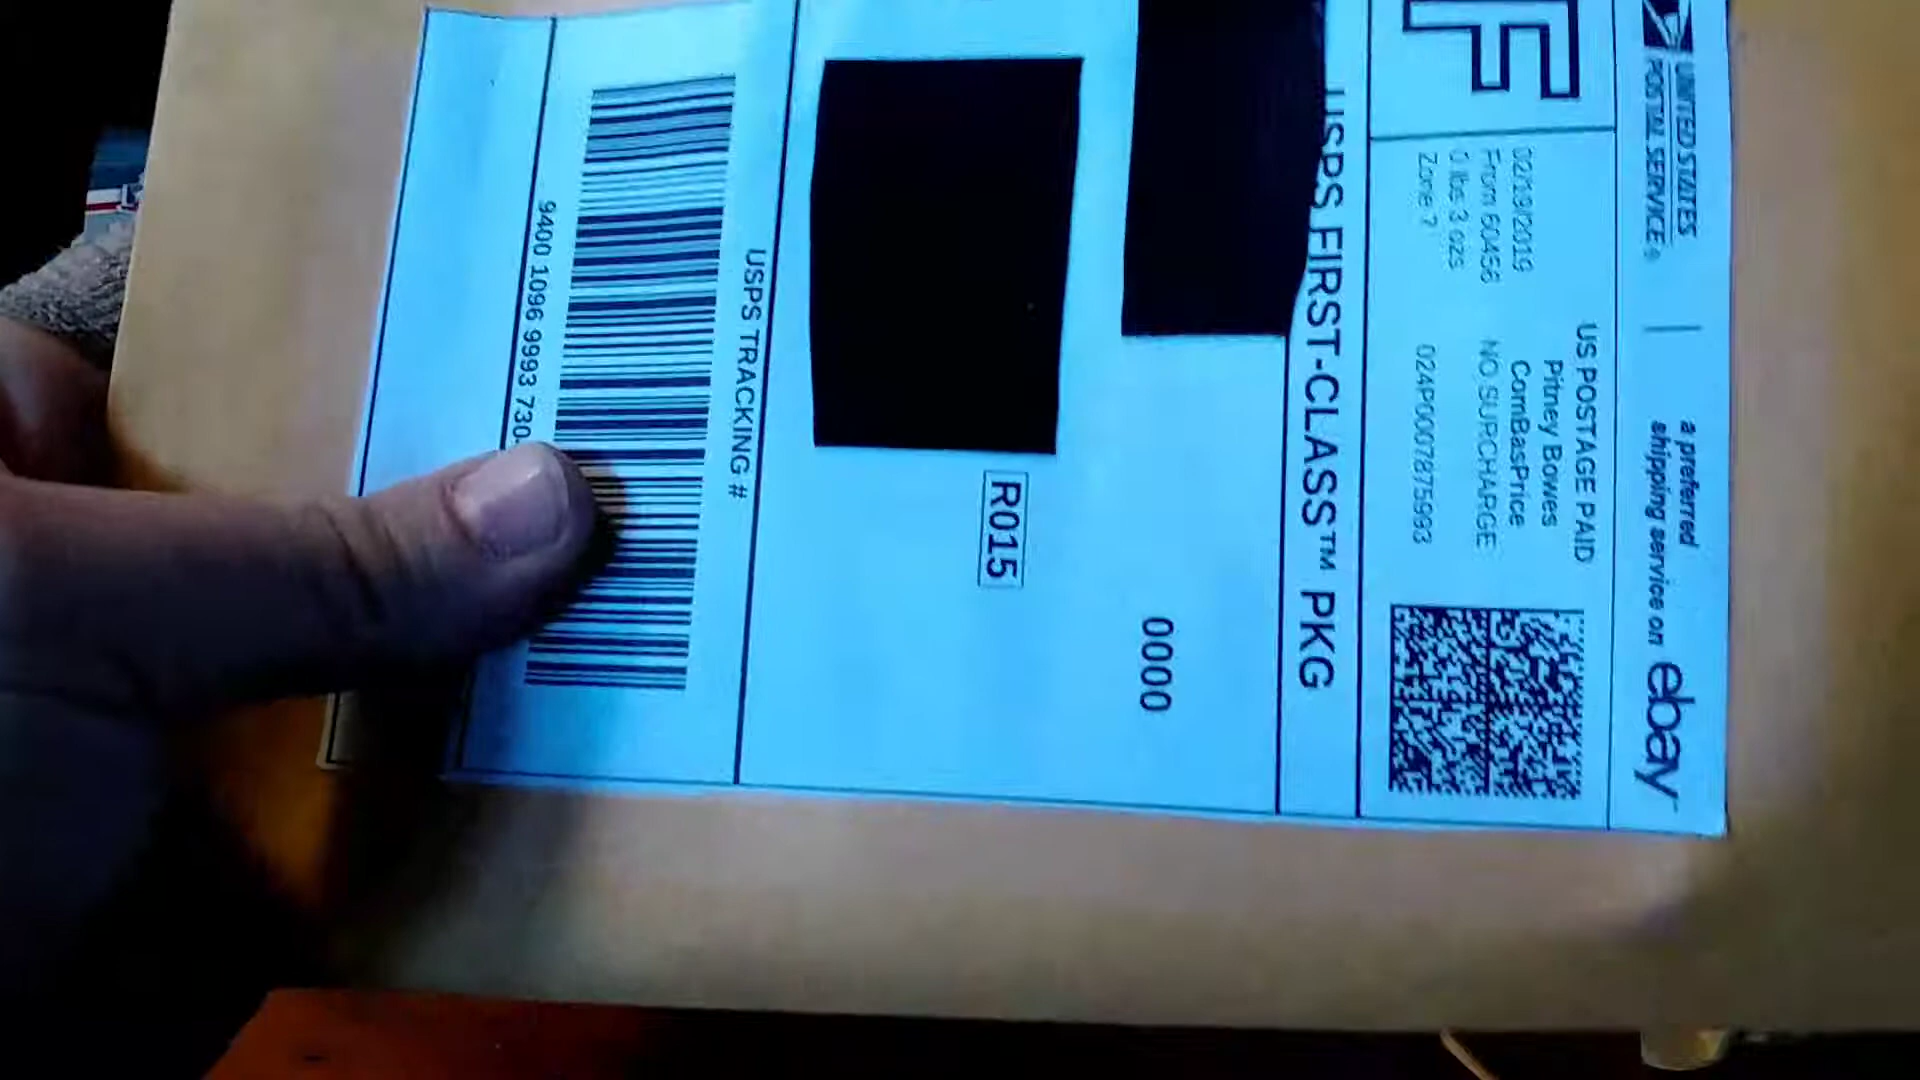 UNITED STATES
POSTAL SERVICE®
a preferred
shipping service on
ebay
F
02/19/2019
From 60456
0 lbs 3 ozs
Zone 7
US POSTAGE PAID
Pitney Bowes
ComBasPrice
NO SURCHARGE
024P0007875993
USPS FIRST-CLASS™ PKG
0000
R015
USPS TRACKING #
9400 1096 9993 730